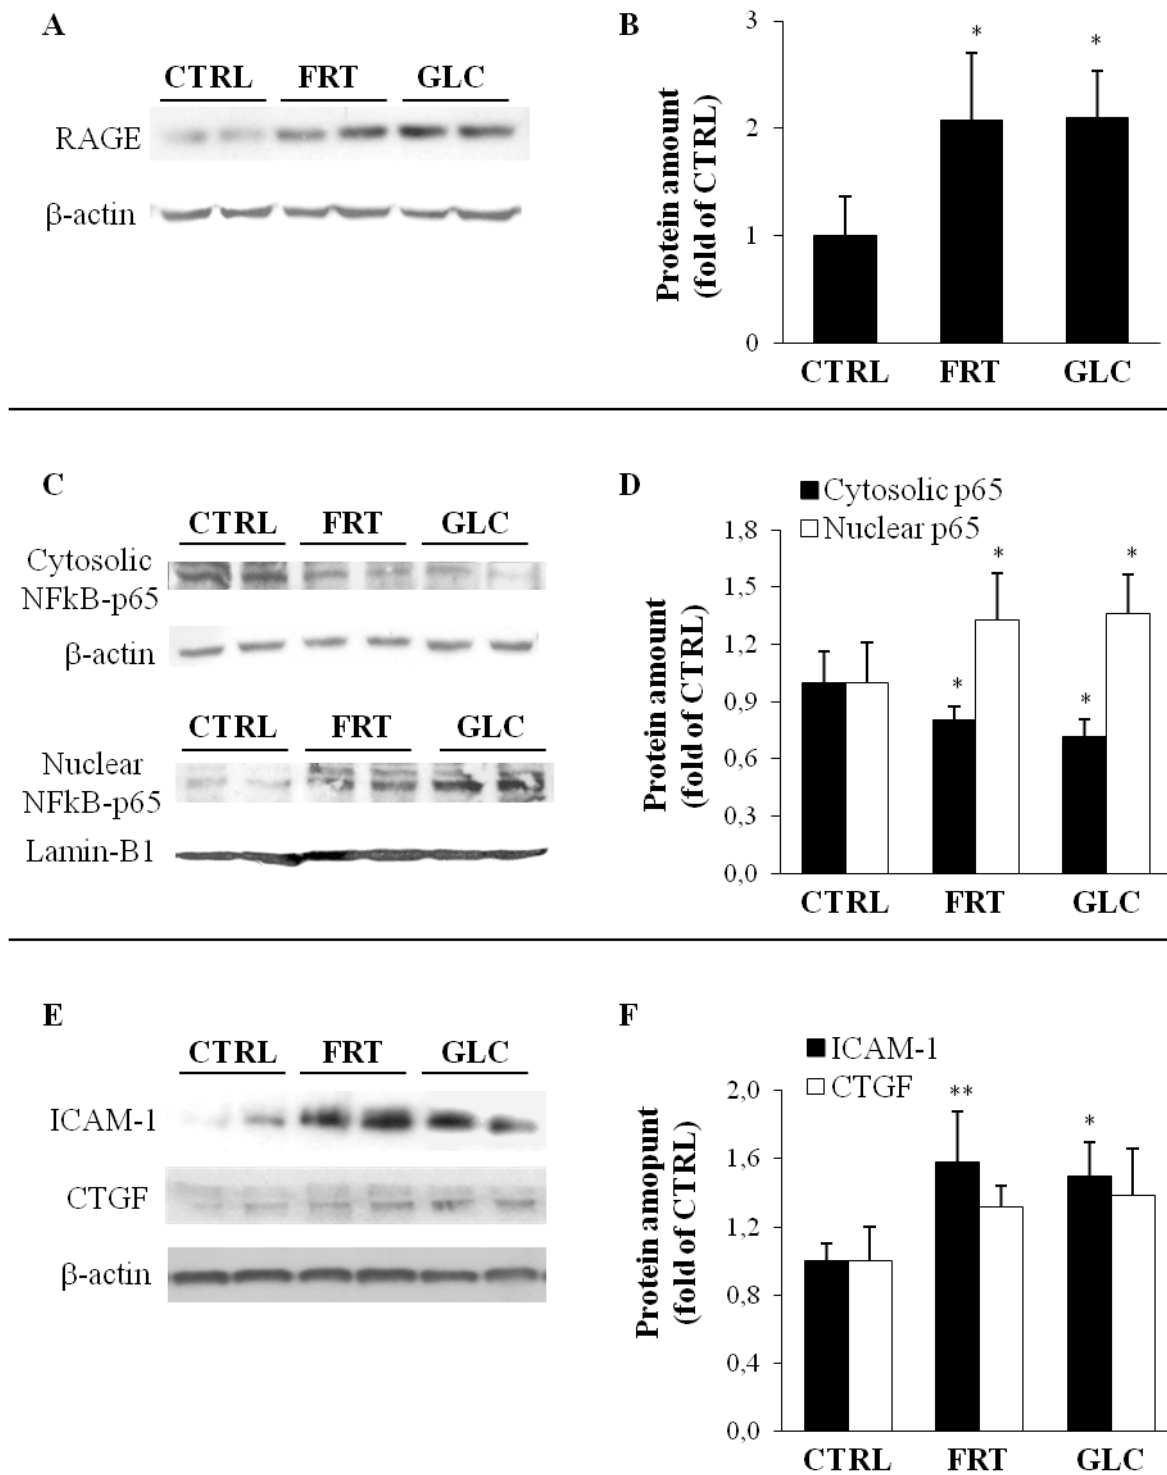 A
CTRL FRT GLC
RAGE
β-actin
B
Protein amount
(fold of CTRL)
3
2
1
0
* *
CTRL FRT GLC
C
CTRL FRT GLC
Cytosolic
NFkB-p65
β-actin
CTRL FRT GLC
Nuclear
NFkB-p65
Lamin-B1
D
Cytosolic p65
Nuclear p65
Protein amount
(fold of CTRL)
1,8
1,5
1,2
0,9
0,6
0,3
0,0
* *
* *
CTRL FRT GLC
E
CTRL FRT GLC
ICAM-1
CTGF
β-actin
F
ICAM-1
CTGF
Protein amopunt
(fold of CTRL)
2,0
1,6
1,2
0,8
0,4
0,0
** *
CTRL FRT GLC